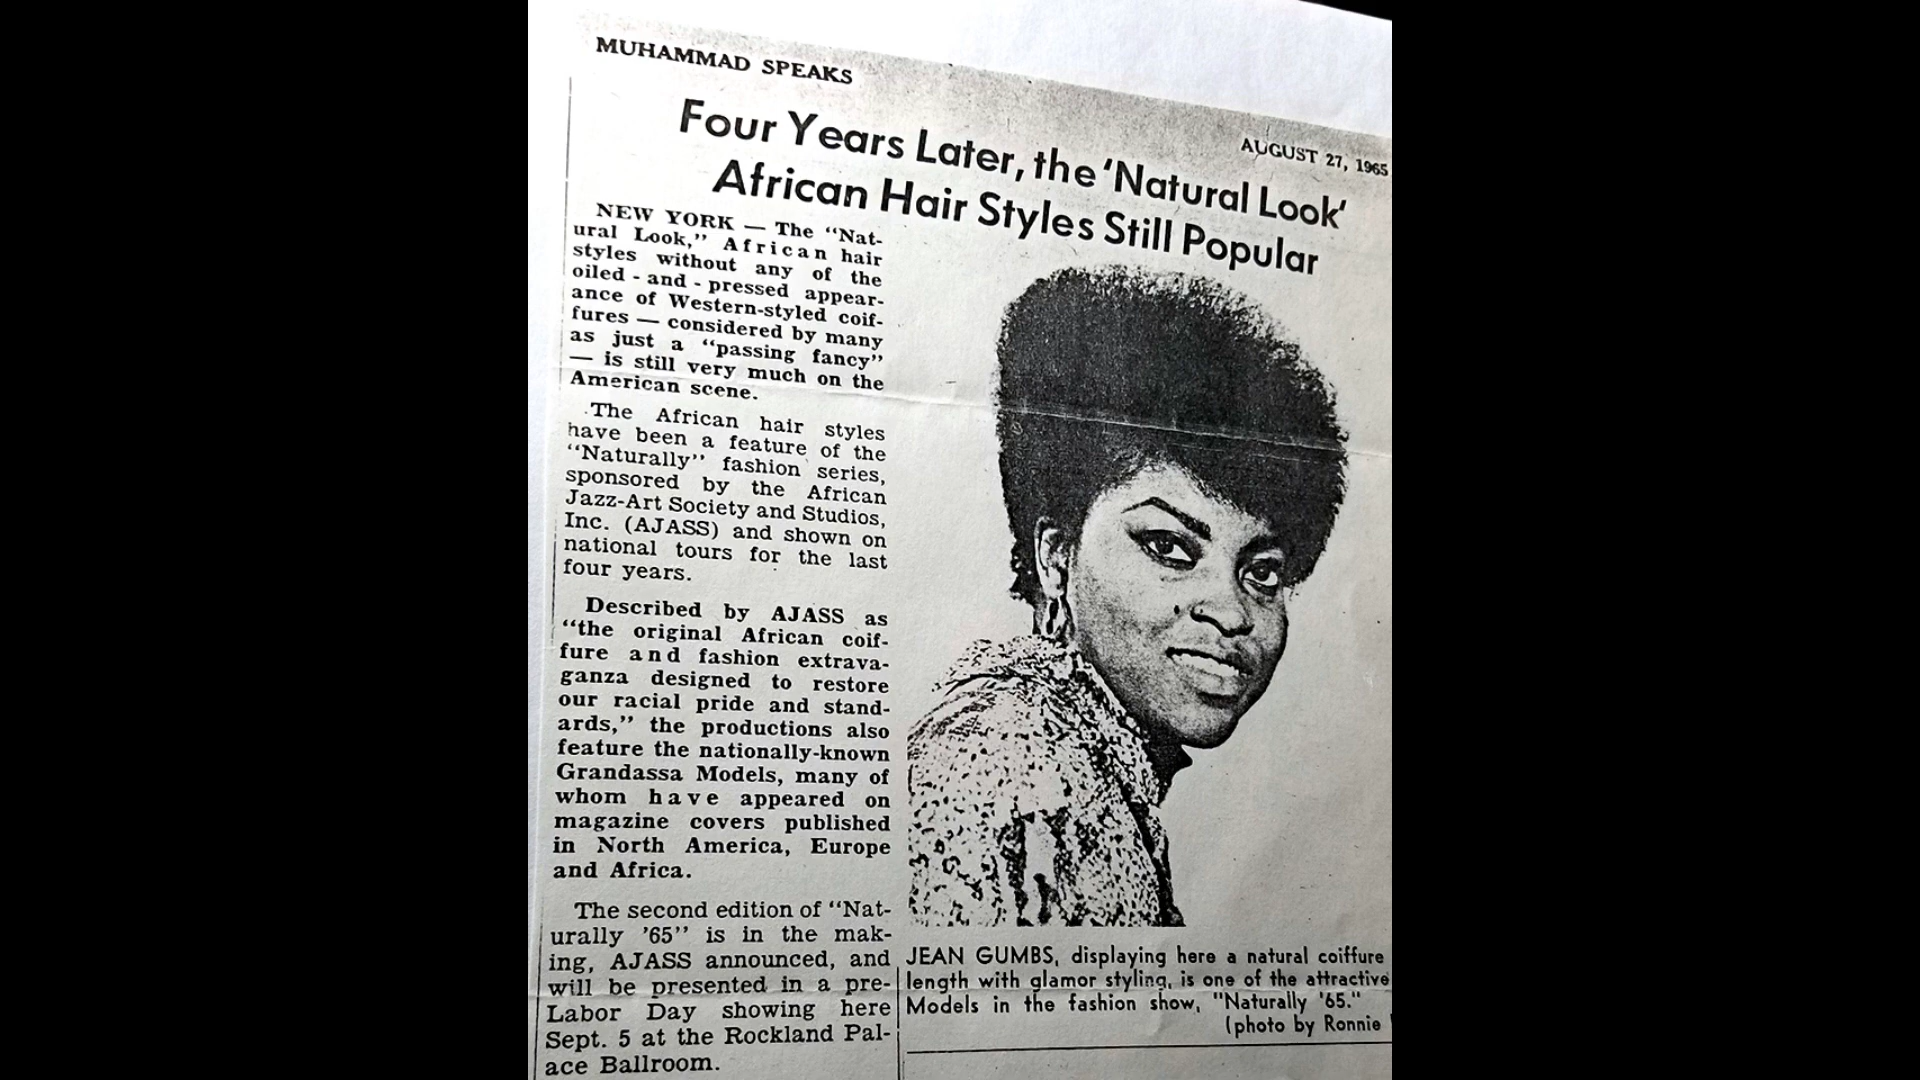 MUHAMMAD SPEAKS
AUGUST 27, 1965
Four Years Later, the 'Natural Look'
African Hair Styles Still Popular
NEW YORK — The "Nat-
ural Look," African hair
styles without any of the
oiled - and - pressed appear-
ance of Western-styled coif-
fures — considered by many
as just a "passing fancy"
— is still very much on the
American scene.
The African hair styles
have been a feature of the
"Naturally" fashion series,
sponsored by the African
Jazz-Art Society and Studios,
Inc. (AJASS) and shown on
national tours for the last
four years.
Described by AJASS as
"the original African coif-
fure and fashion extrava-
ganza designed to restore
our racial pride and stand-
ards," the productions also
feature the nationally-known
Grandassa Models, many of
whom have appeared on
magazine covers published
in North America, Europe
and Africa.
The second edition of "Nat-
urally '65" is in the mak-
ing, AJASS announced, and
will be presented in a pre-
Labor Day showing here
Sept. 5 at the Rockland Pal-
ace Ballroom.
JEAN GUMBS, displaying here a natural coiffure
length with glamor styling, is one of the attractive
Models in the fashion show, "Naturally '65."
(photo by Ronnie